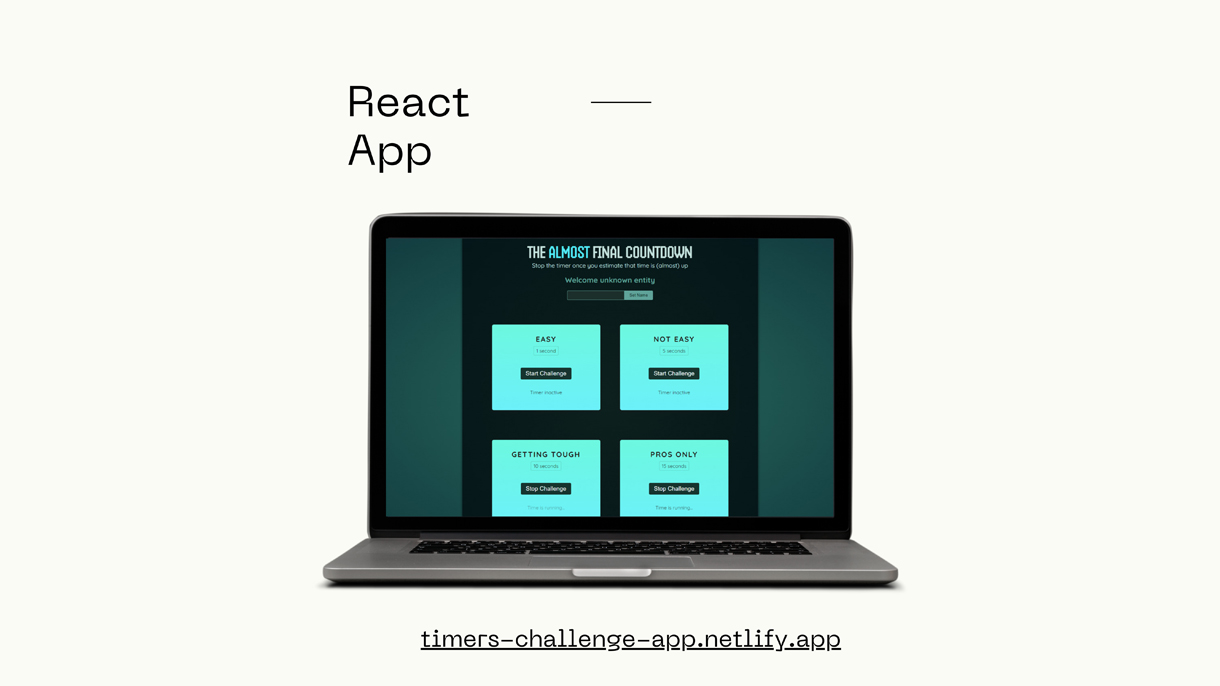 React
App
THE ALMOST FINAL COUNTDOWN
Stop the timer once you estimate that time is (almost) up
Welcome unknown entity
Set Name
EASY
1 second
Start Challenge
Timer inactive
NOT EASY
5 seconds
Start Challenge
Timer inactive
GETTING TOUGH
10 seconds
Stop Challenge
Time is running...
PROS ONLY
15 seconds
Stop Challenge
Time is running...
timers-challenge-app.netlify.app